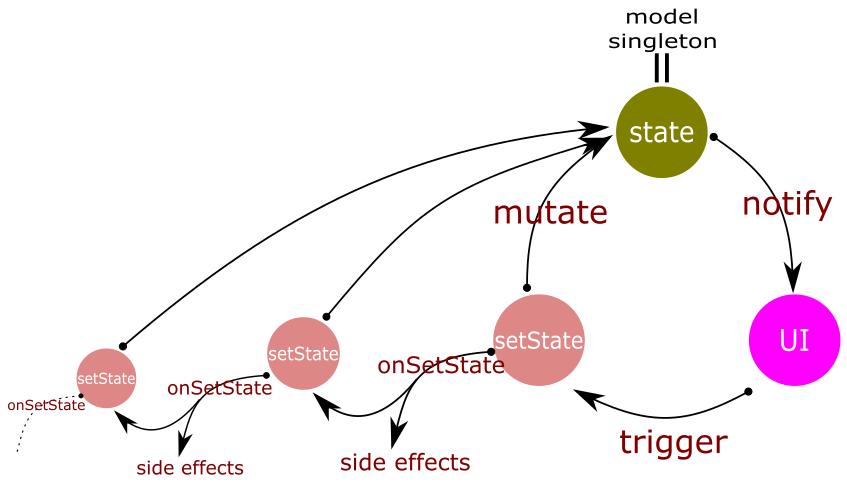 model
singleton
state
notify
mutate
setState
UI
setState
setState
onSetState
onSetState
onSetState
trigger
side effects
side effects